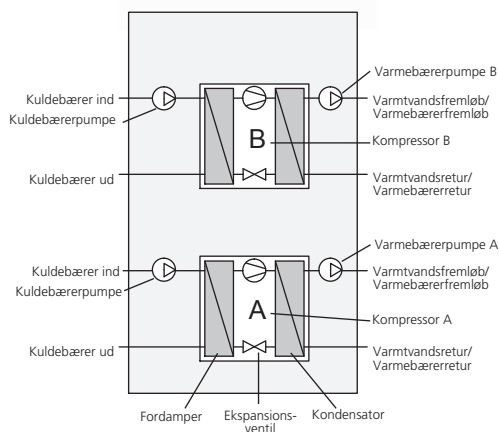 Varmebærerpumpe B
Kuldebærer ind
Kuldebærerpumpe
Varmtvandsfremløb/
Varmebærerfremløb
B
Kompressor B
Kuldebærer ud
Varmtvandsretur/
Varmebærerretur
Varmebærerpumpe A
Kuldebærer ind
Kuldebærerpumpe
Varmtvandsfremløb/
Varmebærerfremløb
A
Kompressor A
Kuldebærer ud
Varmtvandsretur/
Varmebærerretur
Fordamper
Ekspansions-
ventil
Kondensator